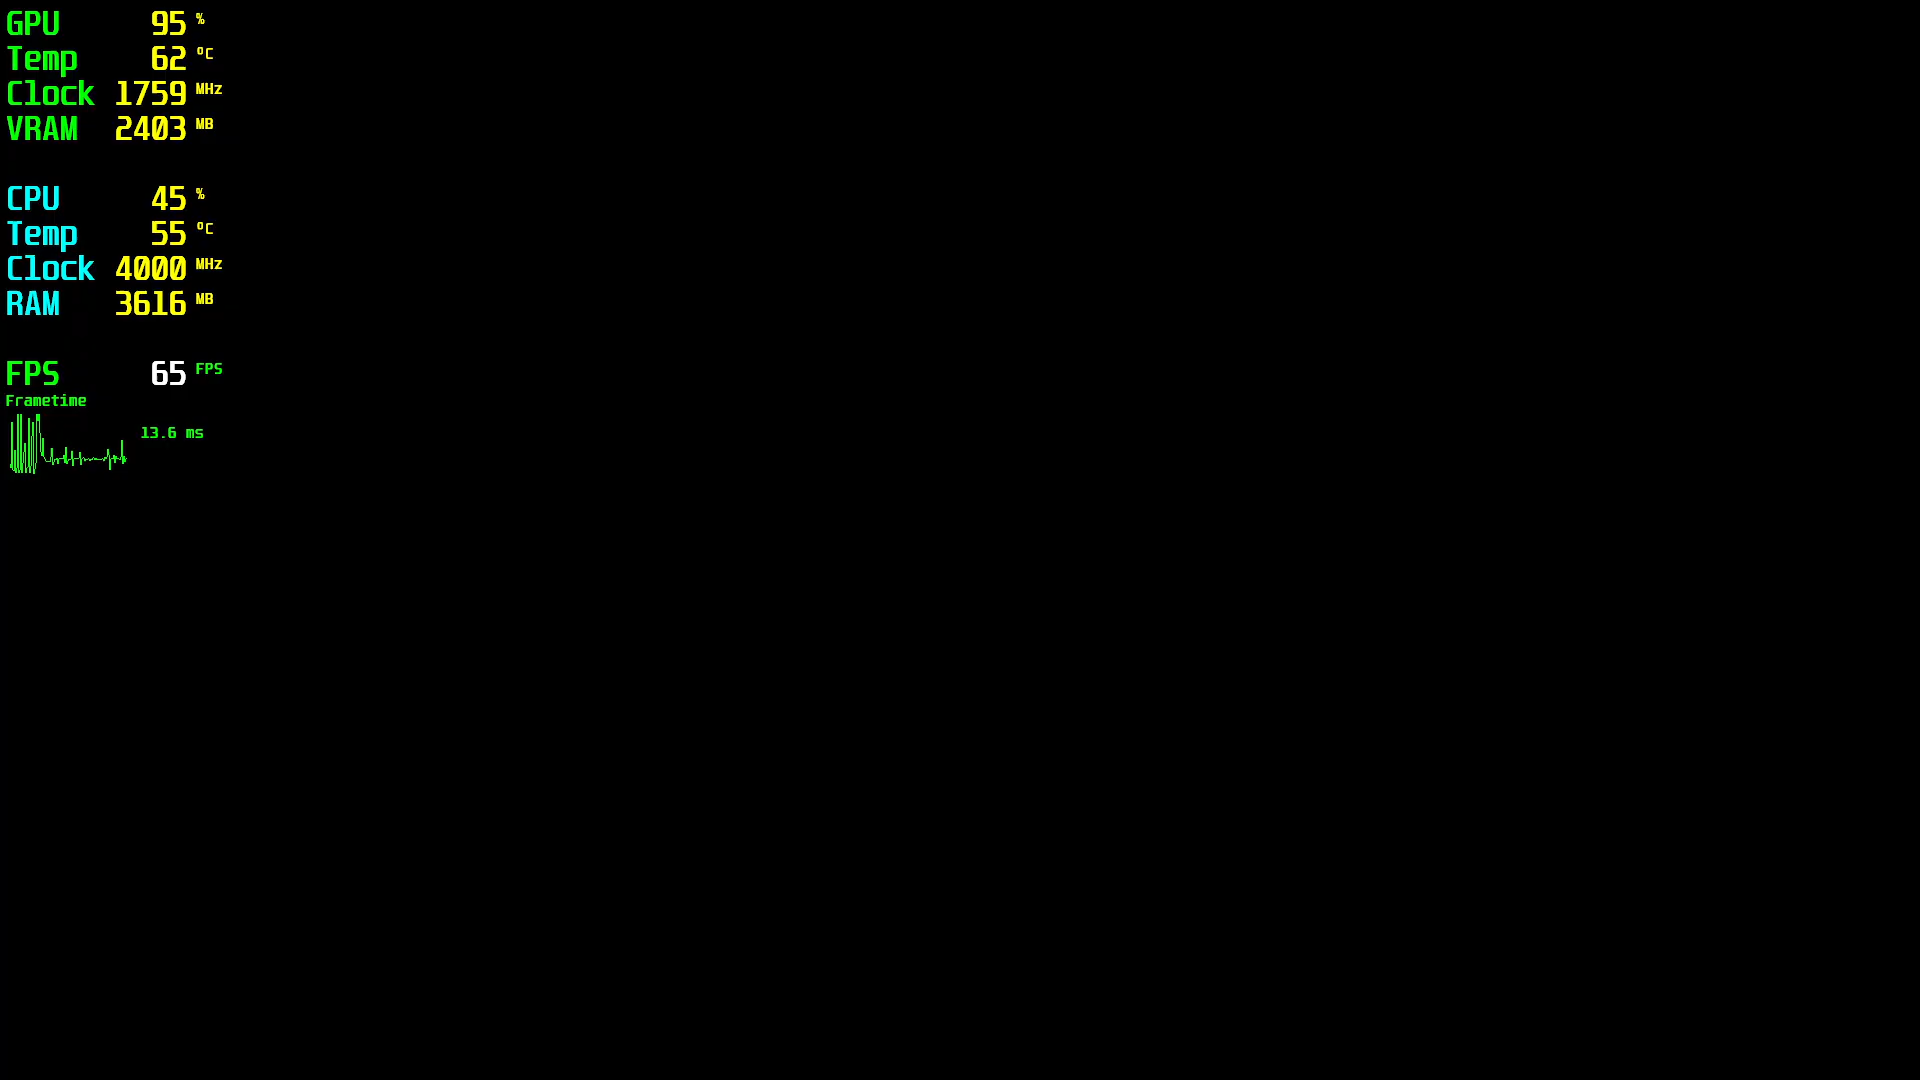 GPU 95 %
Temp 62 °C
Clock 1759 MHz
VRAM 2403 MB
CPU 45 %
Temp 55 °C
Clock 4000 MHz
RAM 3616 MB
FPS 65 FPS
Frametime
13.6 ms